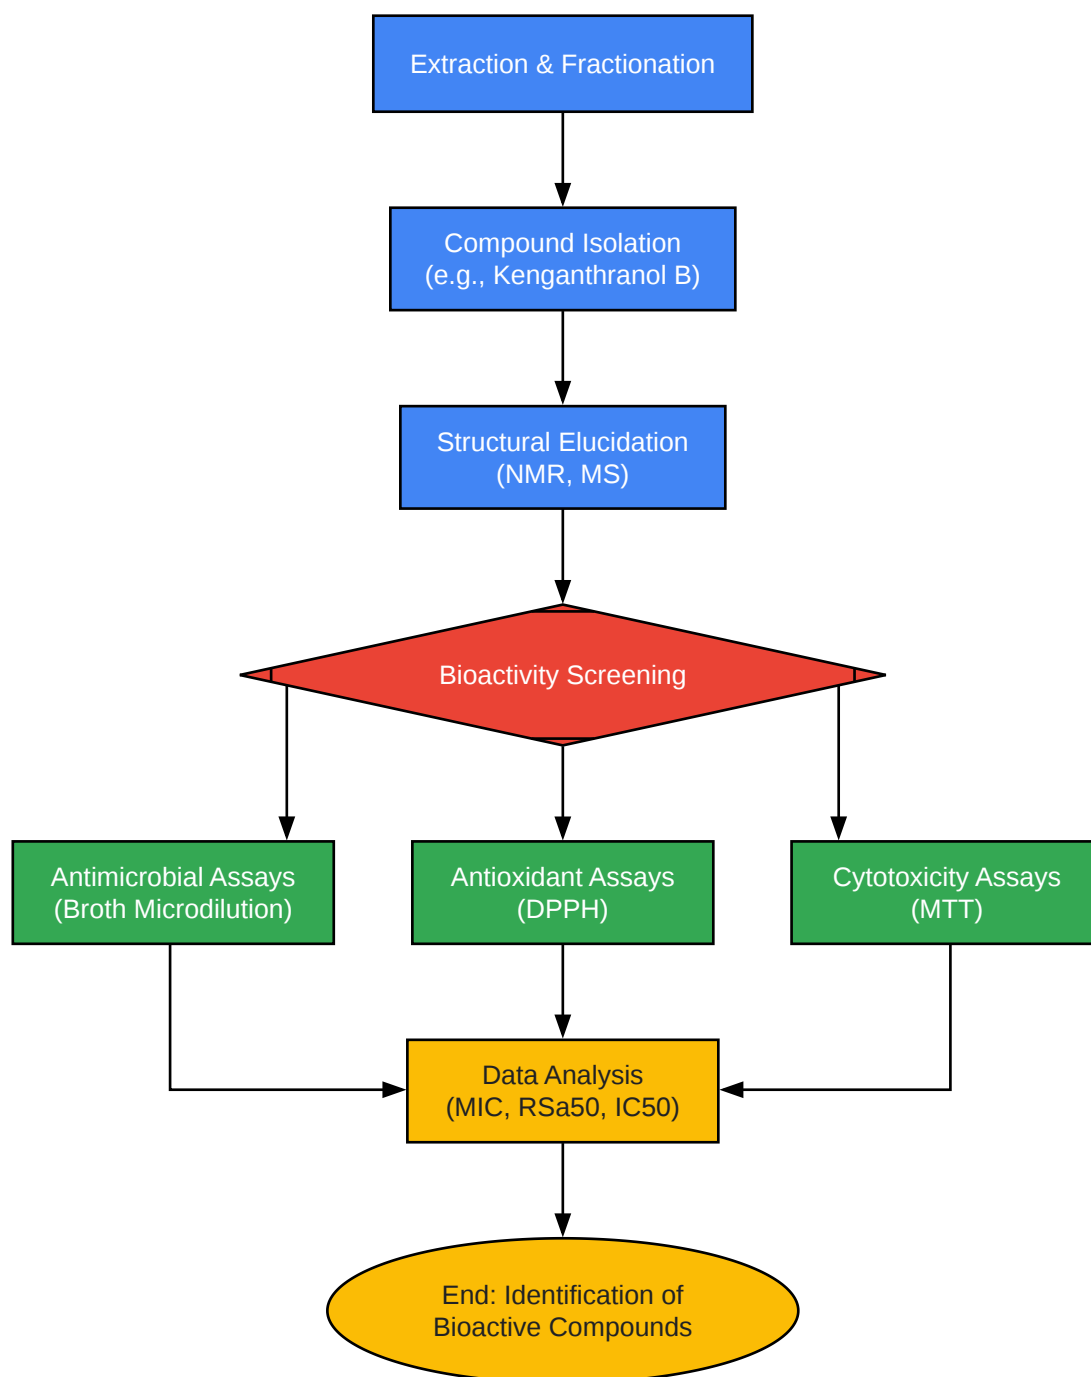 Extraction & Fractionation
Compound Isolation
(e.g., Kenganthranol B)
Structural Elucidation
(NMR, MS)
Bioactivity Screening
Antimicrobial Assays
(Broth Microdilution)
Antioxidant Assays
(DPPH)
Cytotoxicity Assays
(MTT)
Data Analysis
(MIC, RSa50, IC50)
End: Identification of
Bioactive Compounds